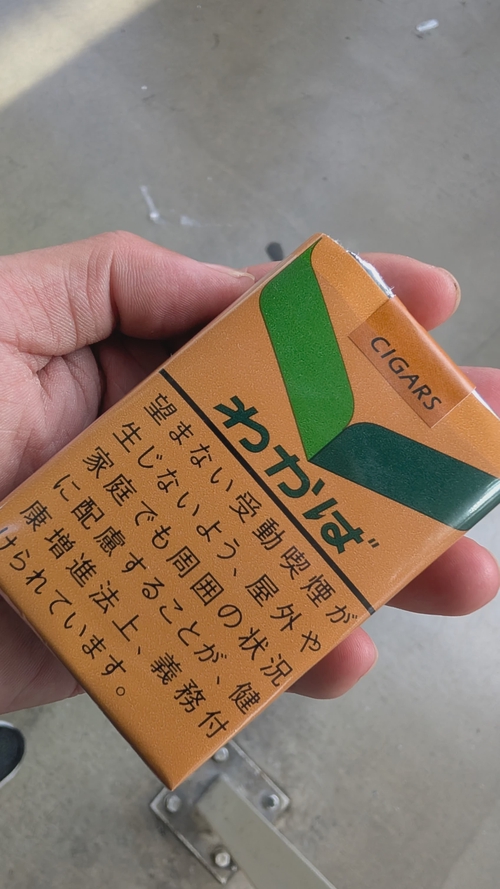 CIGARS
わかば
望まない受動喫煙が
生じないよう、屋外や
家庭でも周囲の状況
に配慮することが、健
康増進法上、義務付
けられています。